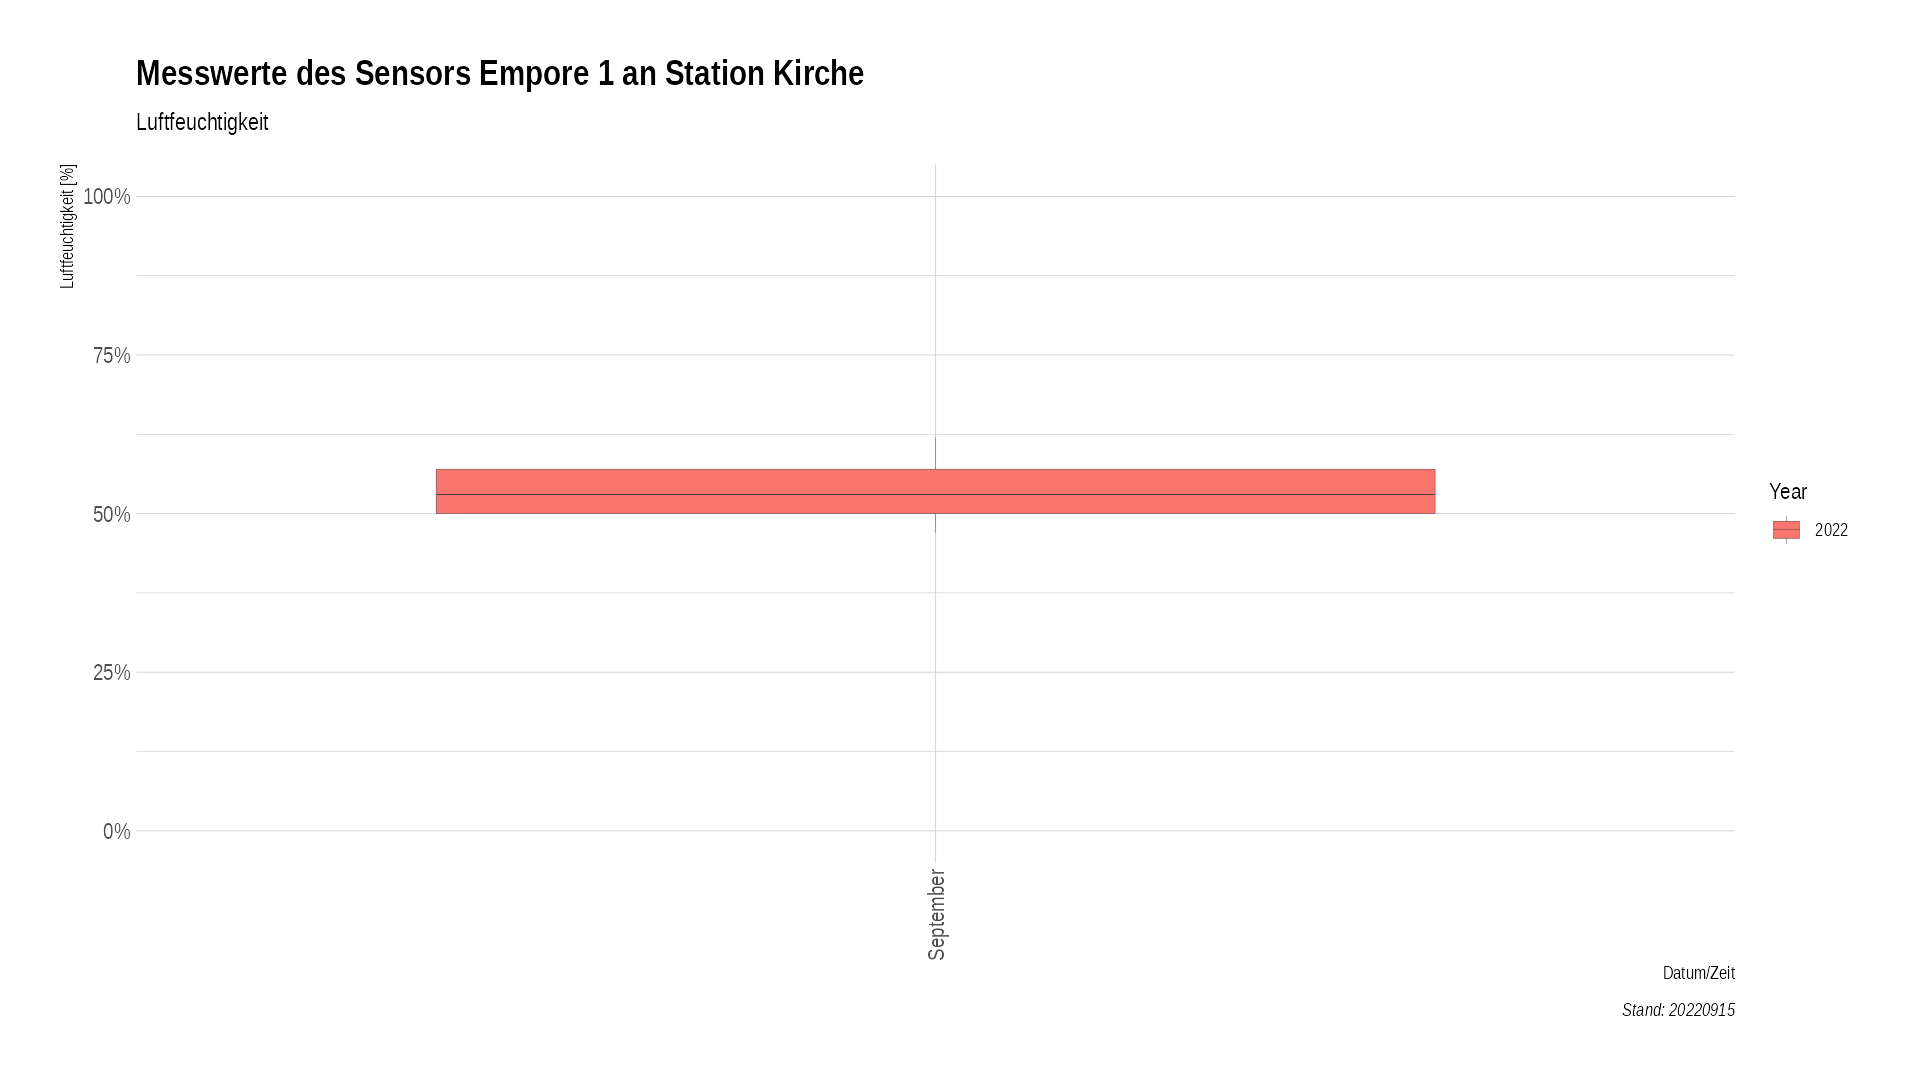 Messwerte des Sensors Empore 1 an Station Kirche
Luftfeuchtigkeit
Luftfeuchtigkeit [%]
100%
75%
50%
25%
0%
September
Datum/Zeit
Year
2022
Stand: 20220915